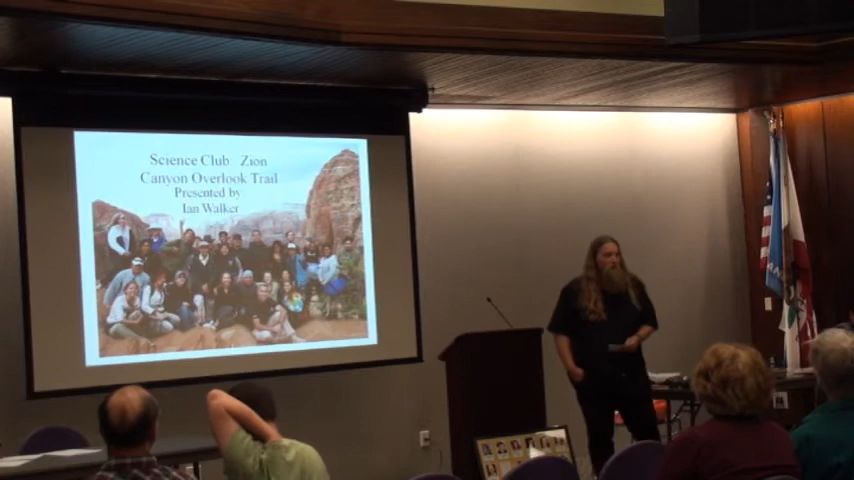 Science Club: Zion
Canyon Overlook Trail
Presented by:
Ian Walker